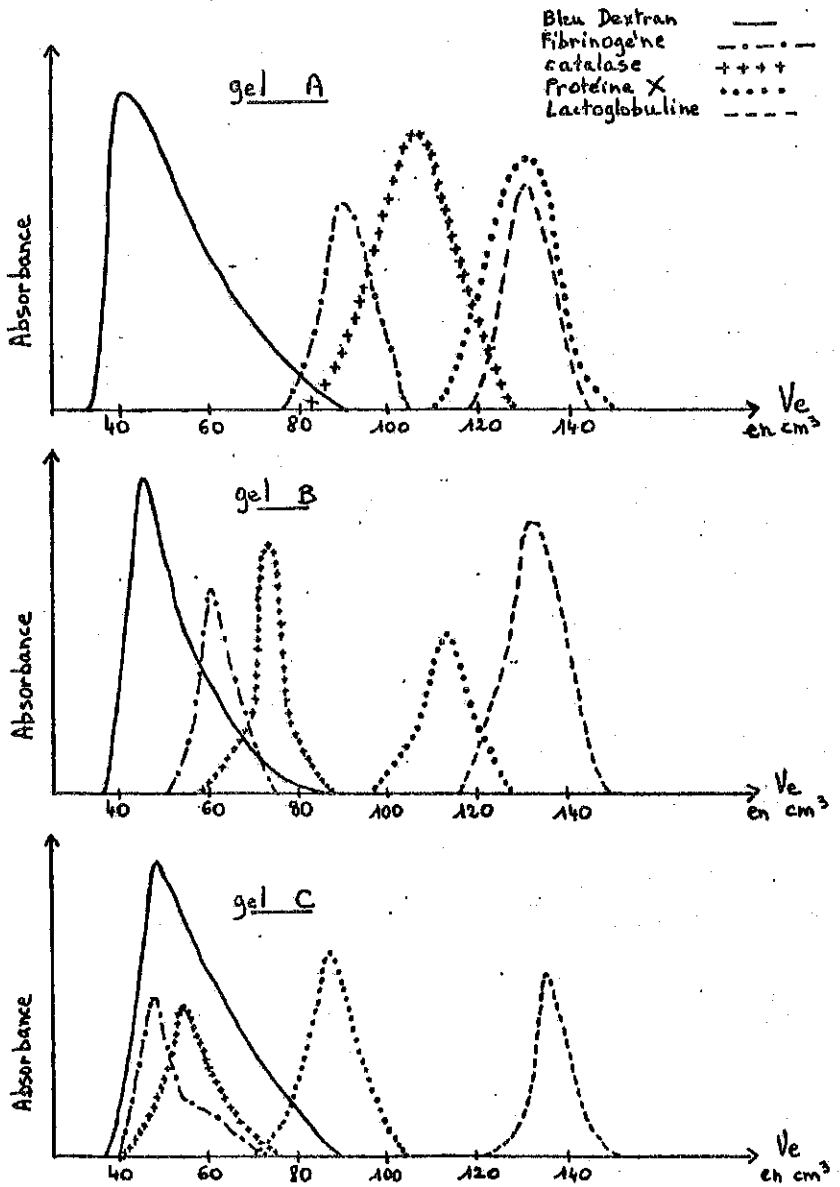 Bleu Dextran
Fibrinogène
catalase
Protéine X
Lactoglobuline
gel A
Absorbance
40 60 80 100 120 140
Ve
en cm³
gel B
Absorbance
40 60 80 100 120 140
Ve
en cm³
gel C
Absorbance
40 60 80 100 120 140
Ve
en cm³